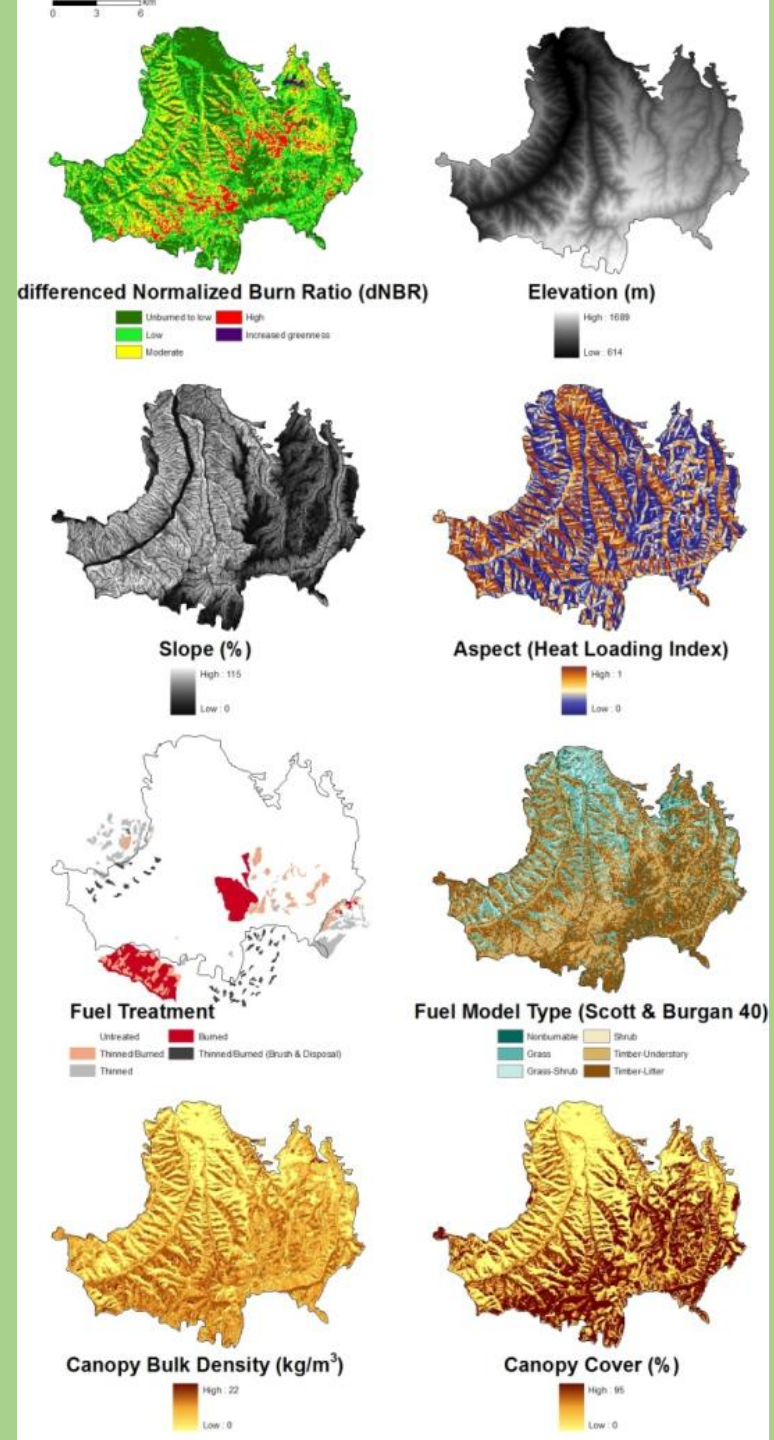 0 3 6 Km
differenced Normalized Burn Ratio (dNBR)
Unburned to low
High
Low
Increased greenness
Moderate
Elevation (m)
High : 1689
Low : 614
Slope (%)
High : 115
Low : 0
Aspect (Heat Loading Index)
High : 1
Low : 0
Fuel Treatment
Untreated
Burned
Thinned/Burned
Thinned/Burned (Brush & Disposal)
Thinned
Fuel Model Type (Scott & Burgan 40)
Nonburnable
Shrub
Grass
Timber-Understory
Grass-Shrub
Timber-Litter
Canopy Bulk Density (kg/m³)
High : 22
Low : 0
Canopy Cover (%)
High : 95
Low : 0